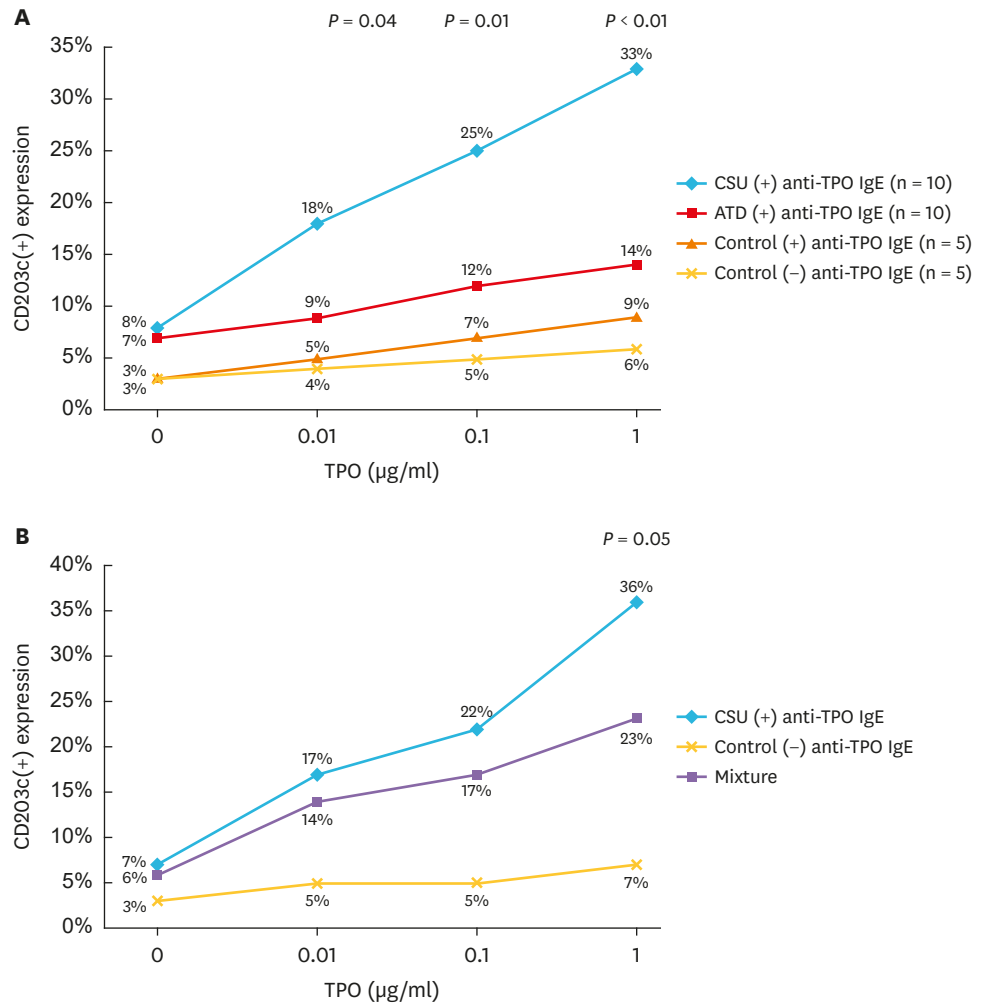 A
P = 0.04 P = 0.01 P < 0.01
35%
30%
25%
20%
15%
10%
5%
0%
CD203c(+) expression
8%
7%
3%
3%
18%
9%
5%
4%
25%
12%
7%
5%
33%
14%
9%
6%
0 0.01 0.1 1
TPO (µg/ml)
CSU (+) anti-TPO IgE (n = 10)
ATD (+) anti-TPO IgE (n = 10)
Control (+) anti-TPO IgE (n = 5)
Control (−) anti-TPO IgE (n = 5)
B
P = 0.05
40%
35%
30%
25%
20%
15%
10%
5%
0%
CD203c(+) expression
7%
6%
3%
17%
14%
5%
22%
17%
5%
36%
23%
7%
0 0.01 0.1 1
TPO (µg/ml)
CSU (+) anti-TPO IgE
Control (−) anti-TPO IgE
Mixture